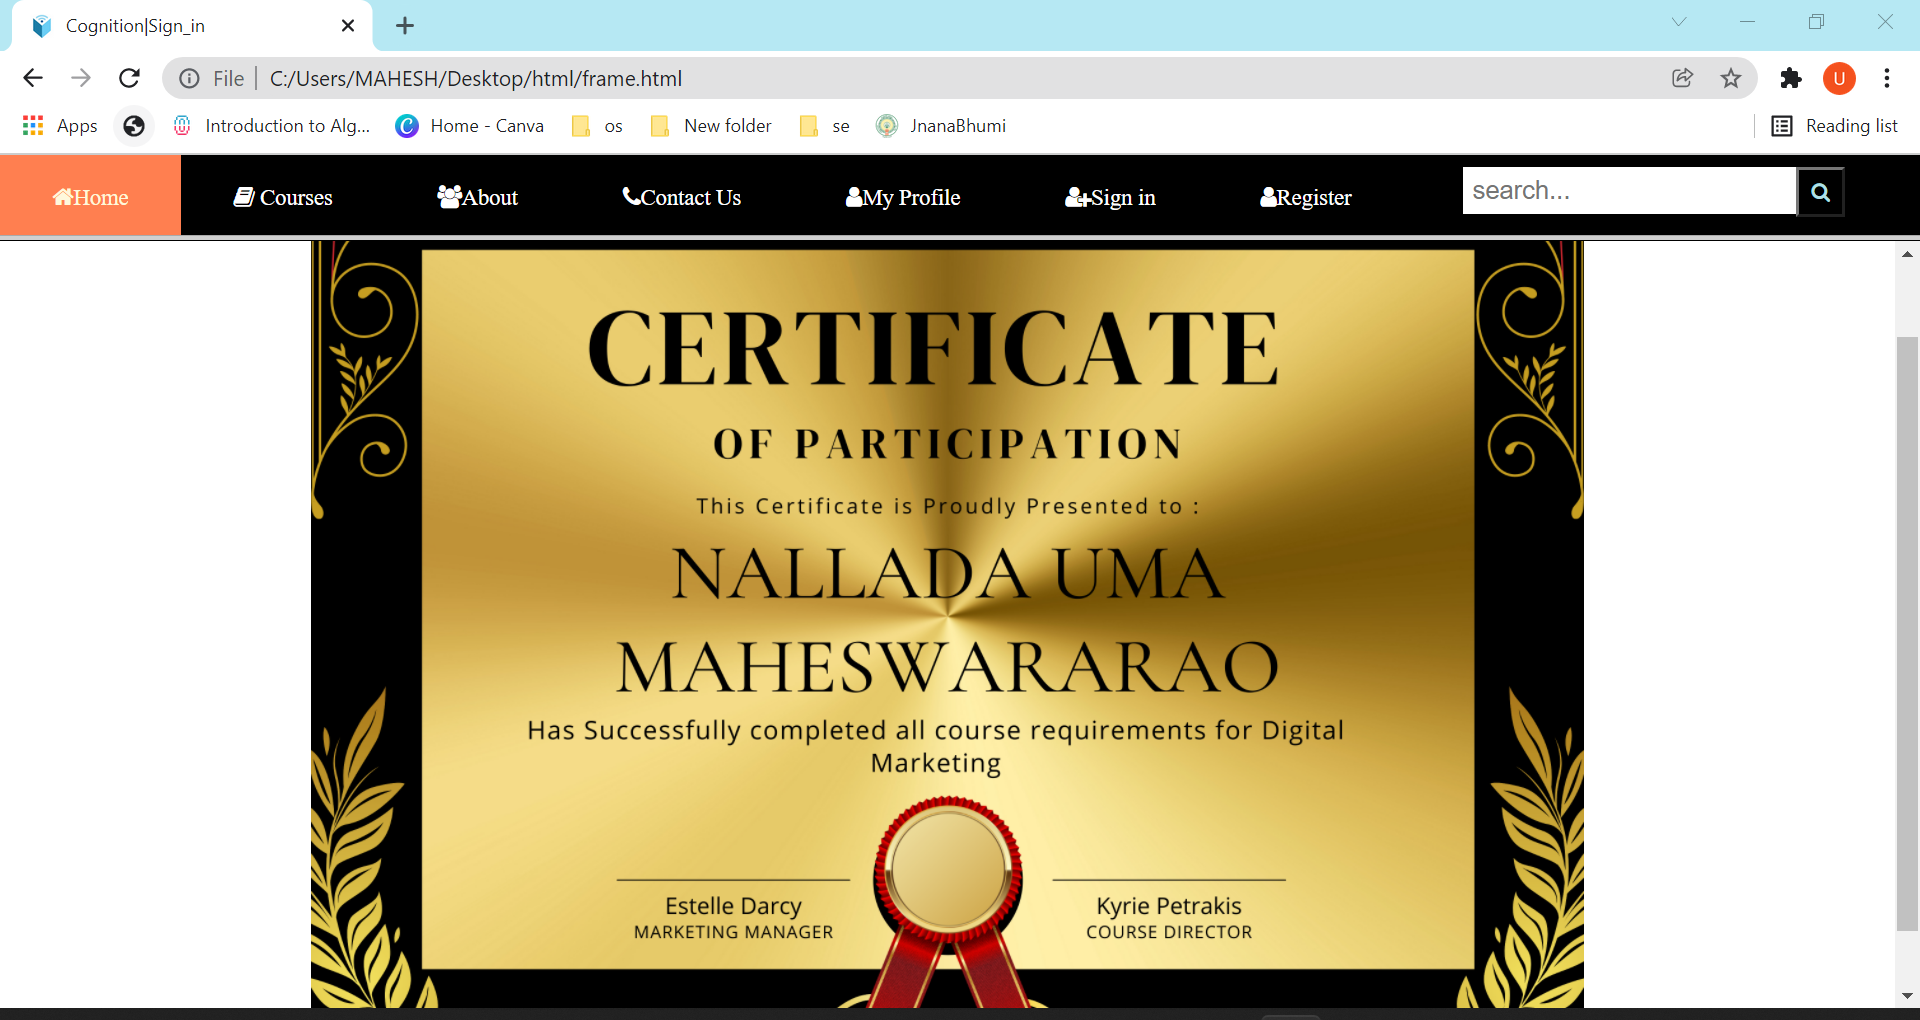 Cognition|Sign_in
File C:/Users/MAHESH/Desktop/html/frame.html
U
Apps Introduction to Alg... Home - Canva os New folder se JnanaBhumi Reading list
Home Courses About Contact Us My Profile Sign in Register search...
CERTIFICATE
OF PARTICIPATION
This Certificate is Proudly Presented to :
NALLADA UMA
MAHESWARARAO
Has Successfully completed all course requirements for Digital
Marketing
Estelle Darcy Kyrie Petrakis
MARKETING MANAGER COURSE DIRECTOR